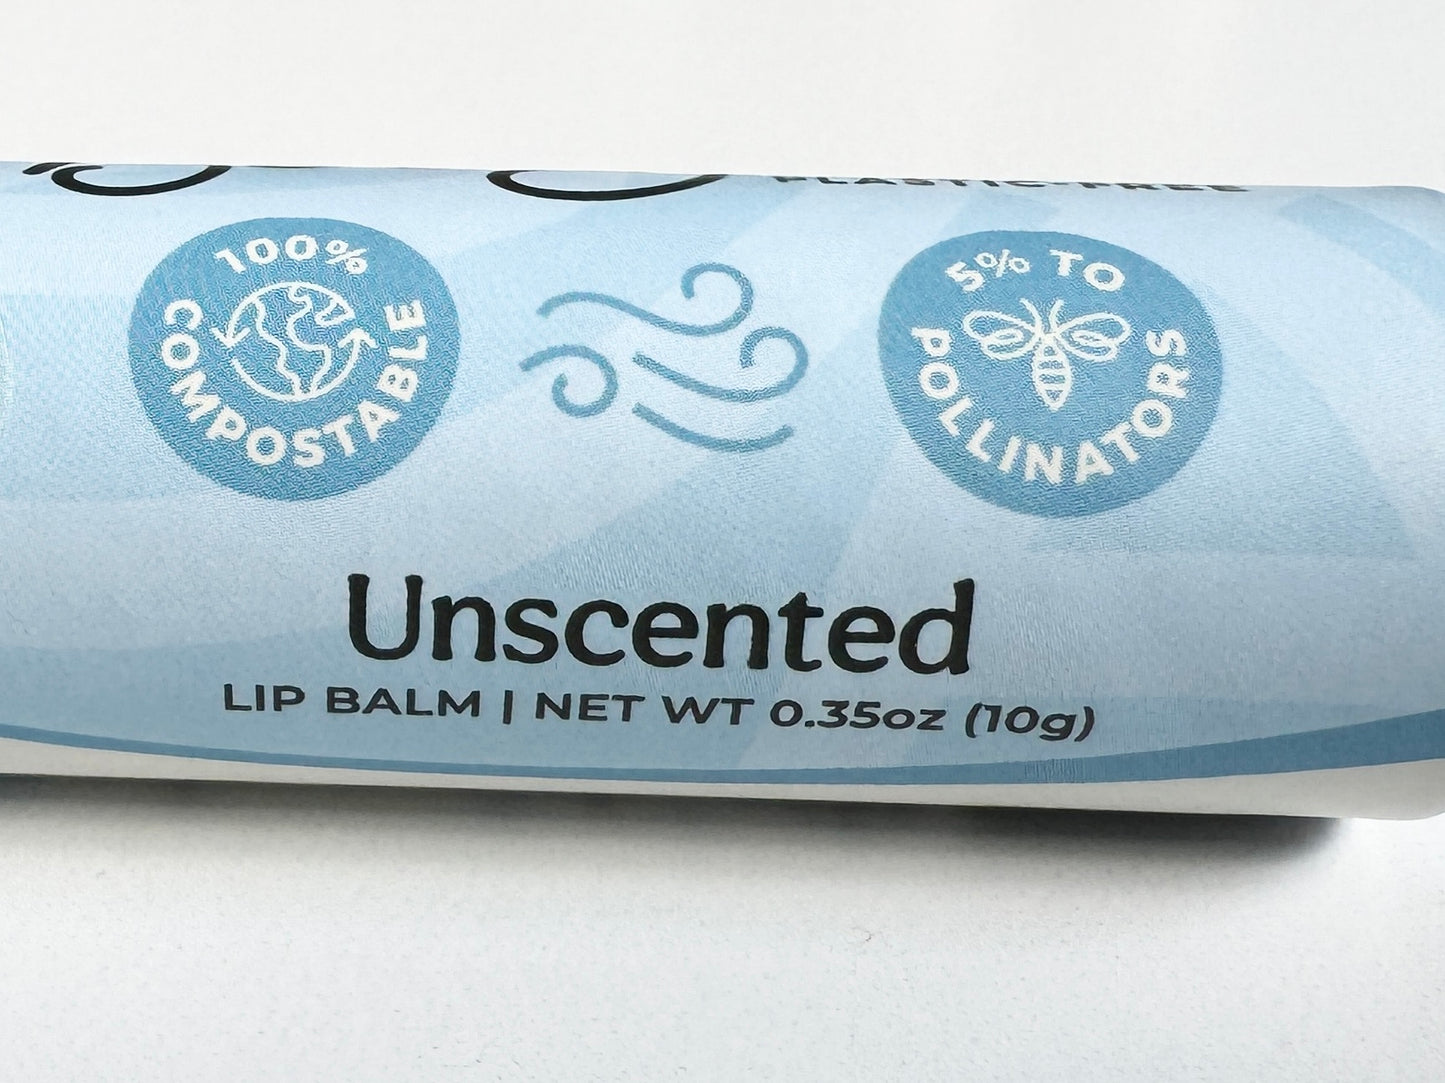 PLASTIC-FREE
100%
COMPOSTABLE
5% TO
POLLINATORS
Unscented
LIP BALM | NET WT 0.35oz (10g)